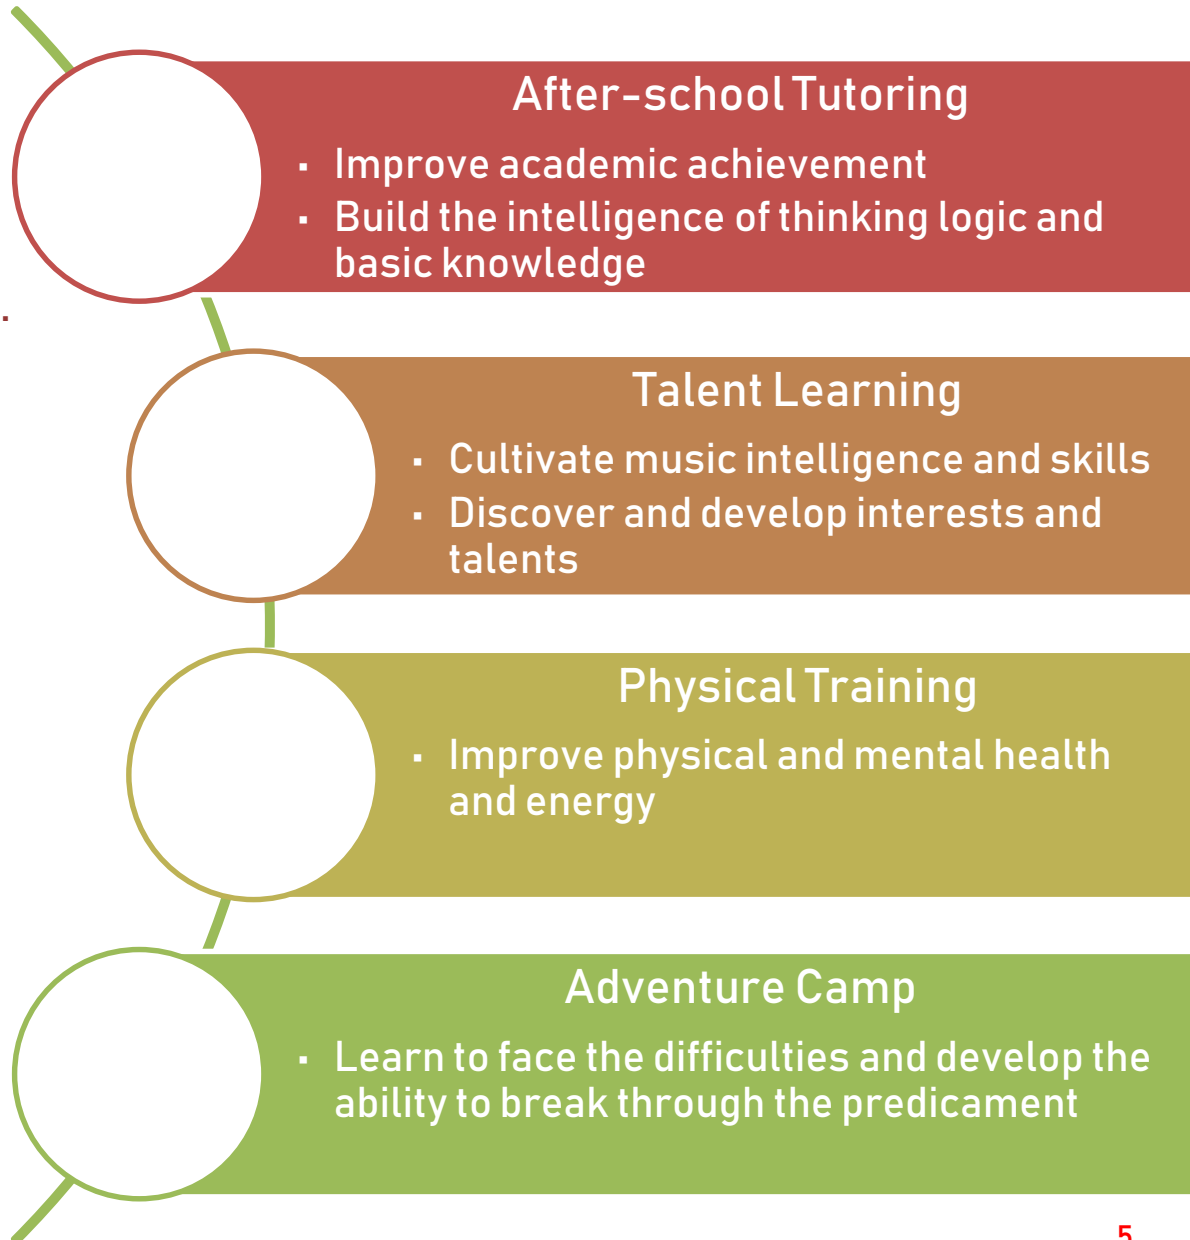 After-school Tutoring
▪ Improve academic achievement
▪ Build the intelligence of thinking logic and
basic knowledge
Talent Learning
▪ Cultivate music intelligence and skills
▪ Discover and develop interests and
talents
Physical Training
▪ Improve physical and mental health
and energy
Adventure Camp
▪ Learn to face the difficulties and develop the
ability to break through the predicament
5